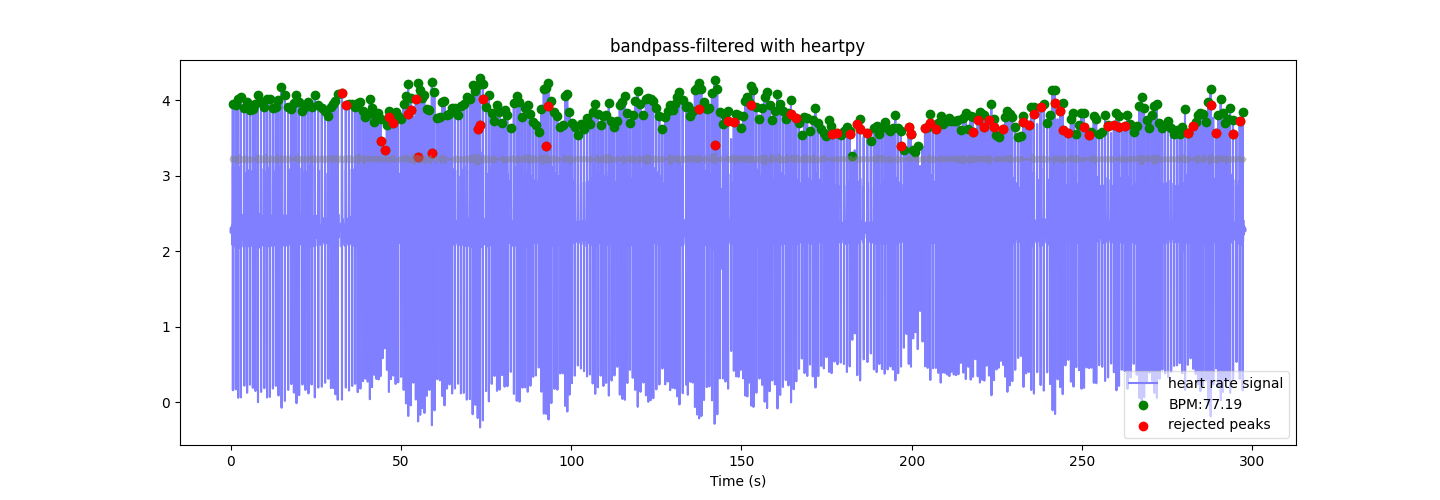 bandpass-filtered with heartpy
4
3
2
1
0
heart rate signal
BPM:77.19
rejected peaks
0 50 100 150 200 250 300
Time (s)